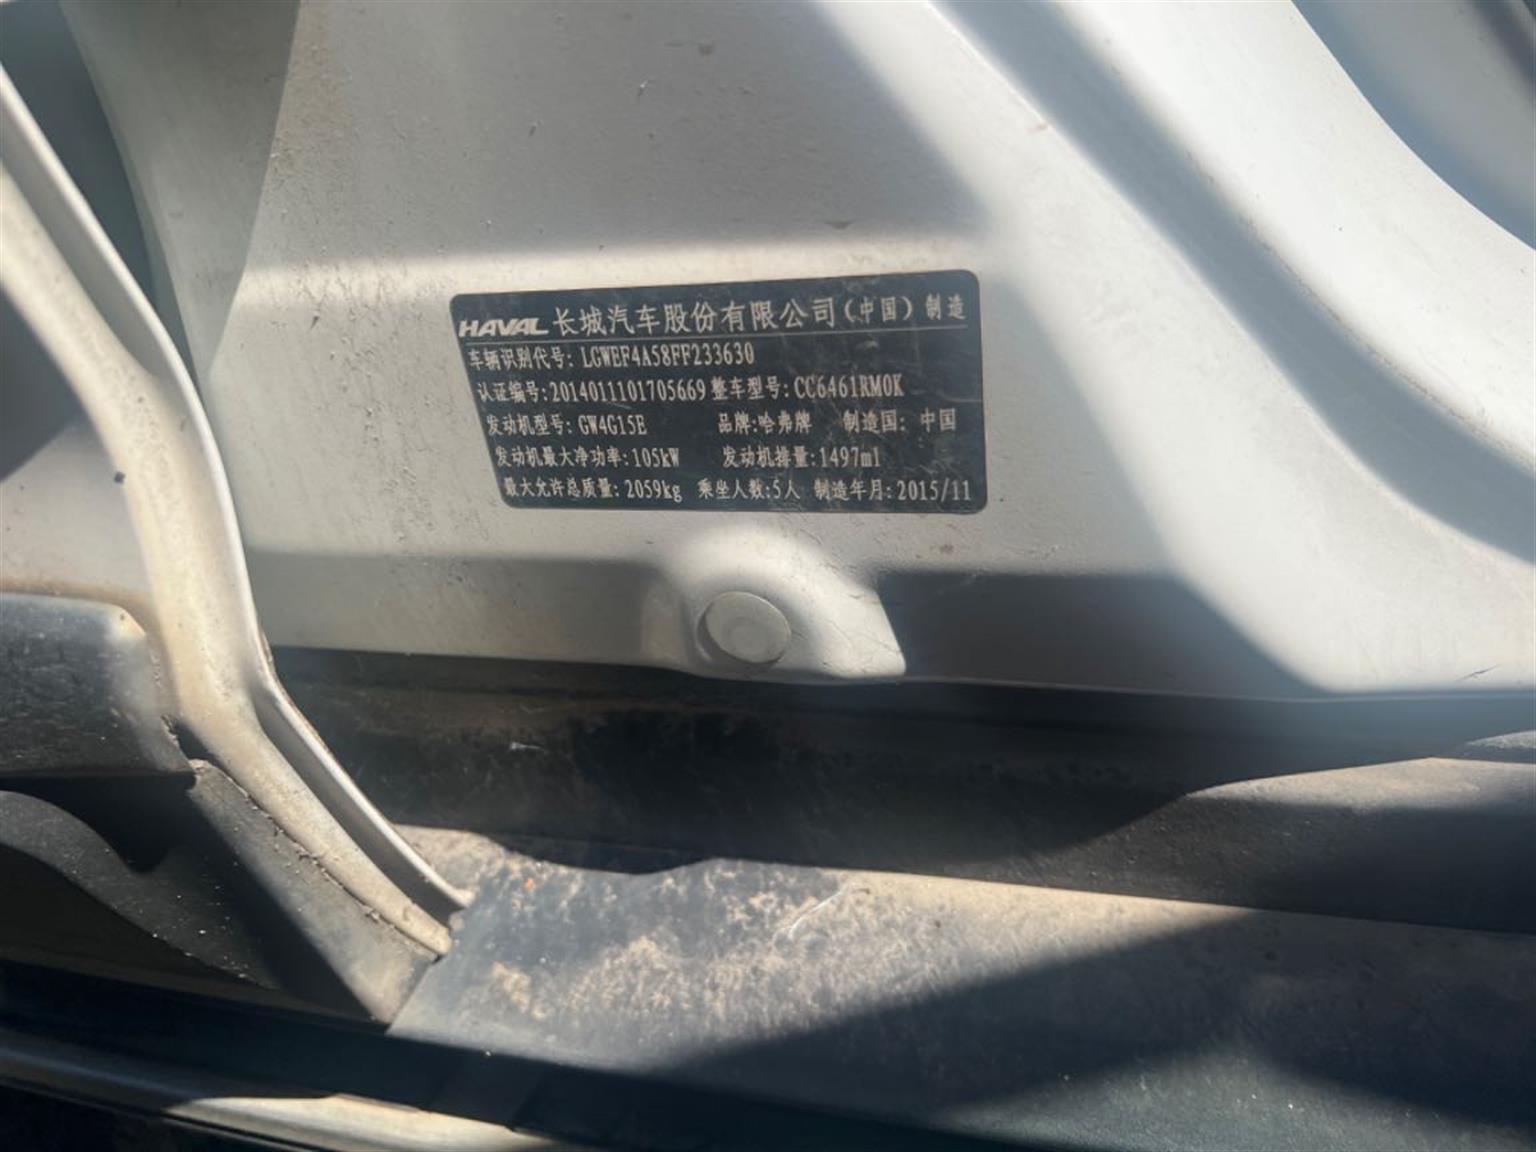 HAVAL 长城汽车股份有限公司(中国) 制造
车辆识别代号: LGWEF4A58FF233630
认证编号:2014011101705669 整车型号: CC6461RM0K
发动机型号: GW4G15E 品牌:哈弗牌 制造国: 中国
发动机最大净功率:105kW 发动机排量:1497ml
最大允许总质量: 2059kg 乘坐人数:5人 制造年月:2015/11